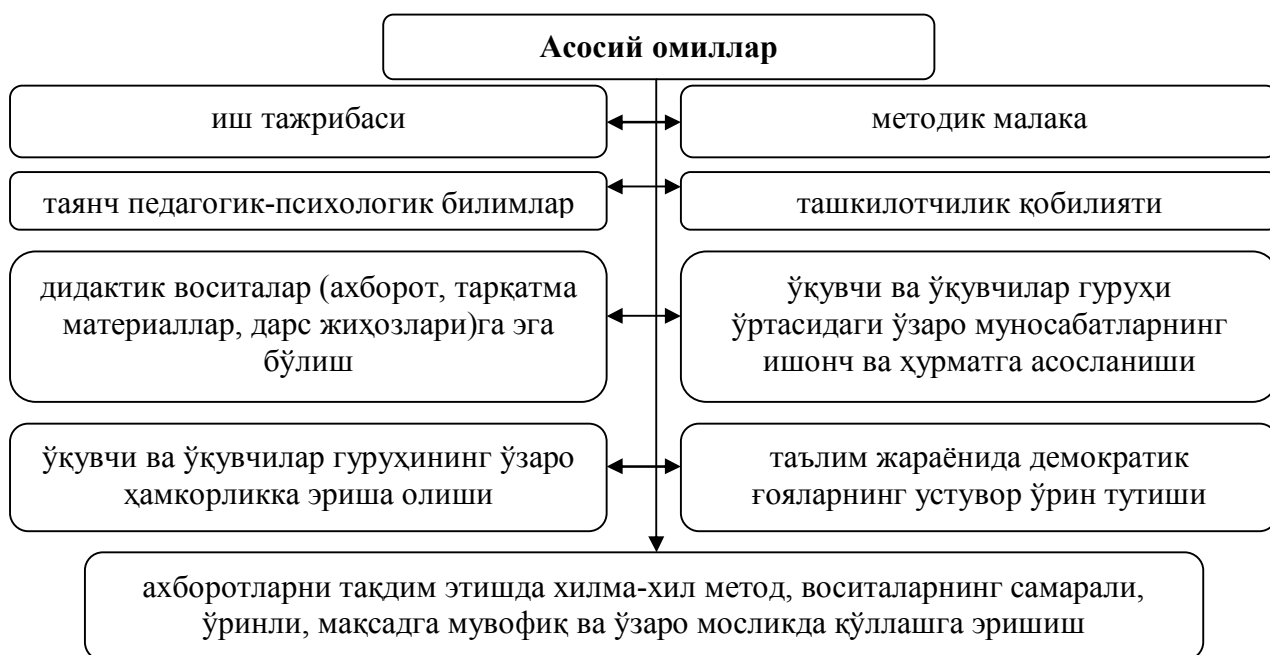 Асосий омиллар
иш тажрибаси
методик малака
таянч педагогик-психологик билимлар
ташкилотчилик қобилияти
дидактик воситалар (ахборот, тарқатма
материаллар, дарс жиҳозлари)га эга
бўлиш
ўқувчи ва ўқувчилар гуруҳи
ўртасидаги ўзаро муносабатларнинг
ишонч ва ҳурматга асосланиши
ўқувчи ва ўқувчилар гуруҳининг ўзаро
ҳамкорликка эриша олиши
таълим жараёнида демократик
ғояларнинг устувор ўрин тутиши
ахборотларни тақдим этишда хилма-хил метод, воситаларнинг самарали,
ўринли, мақсадга мувофиқ ва ўзаро мосликда қўллашга эришиш